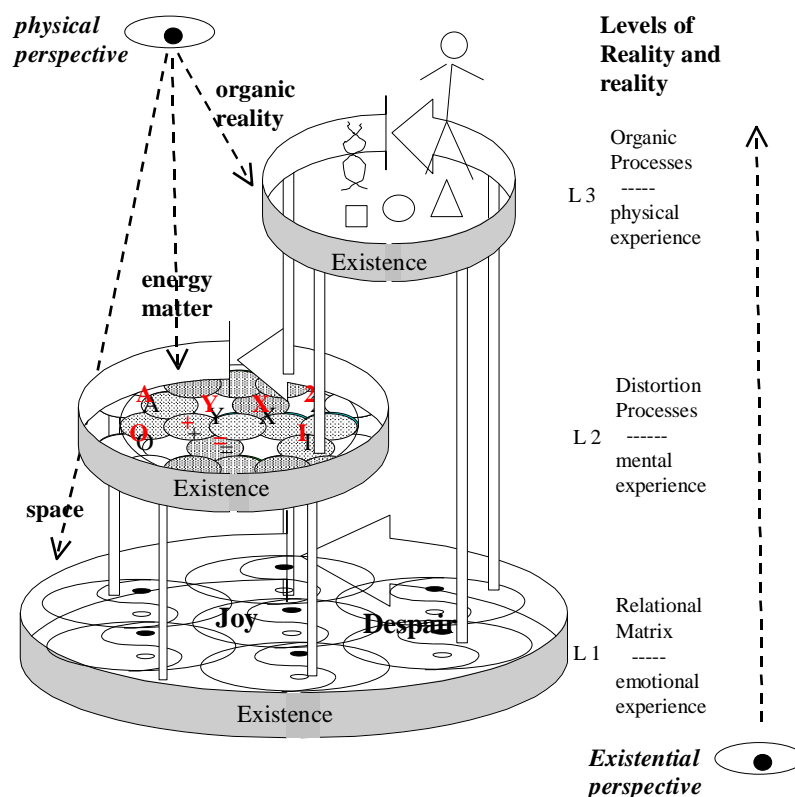 physical
perspective
Levels of
Reality and
reality
organic
reality
Organic
Processes
-----
physical
experience
L 3
Existence
energy
matter
A Y X 2
A Y X
+
+
O = I
O = I
Distortion
Processes
------
mental
experience
L 2
Existence
space
Joy
Despair
Relational
Matrix
-----
emotional
experience
L 1
Existence
Existential
perspective